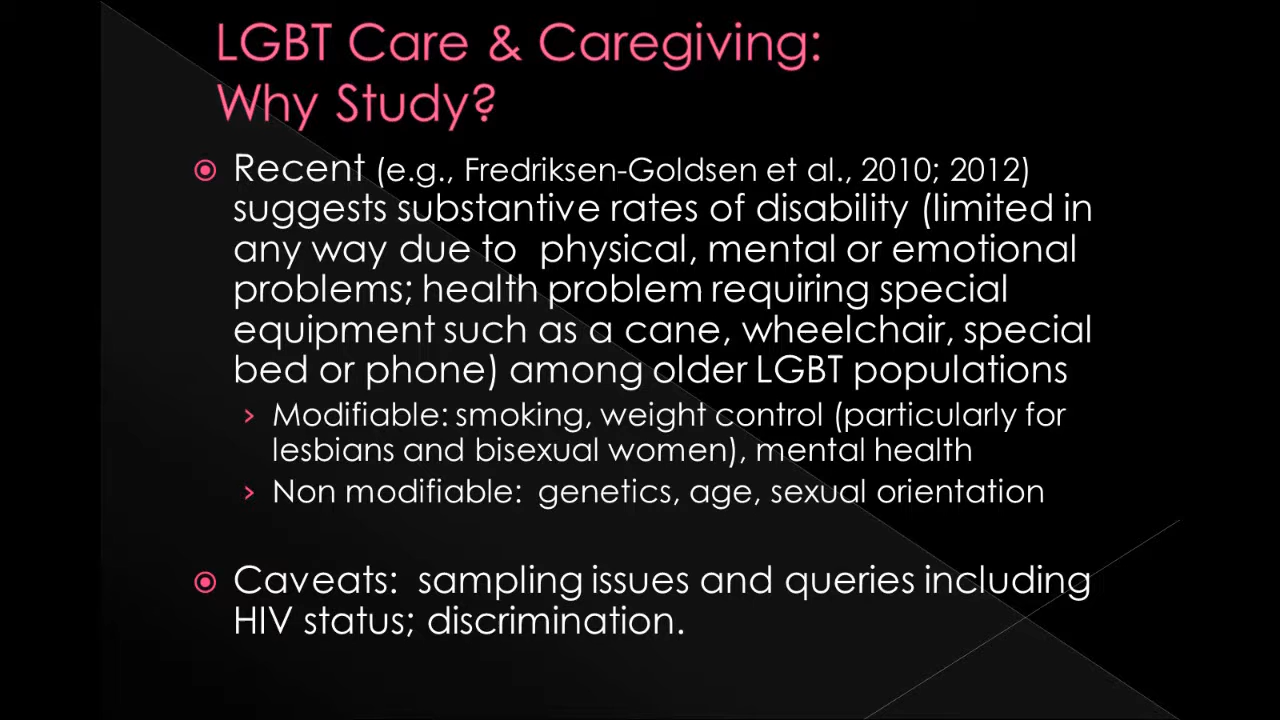 LGBT Care & Caregiving:
Why Study?
Recent (e.g., Fredriksen-Goldsen et al., 2010; 2012)
suggests substantive rates of disability (limited in
any way due to  physical, mental or emotional
problems; health problem requiring special
equipment such as a cane, wheelchair, special
bed or phone) among older LGBT populations
Modifiable: smoking, weight control (particularly for
lesbians and bisexual women), mental health
Non modifiable:  genetics, age, sexual orientation
Caveats:  sampling issues and queries including
HIV status; discrimination.